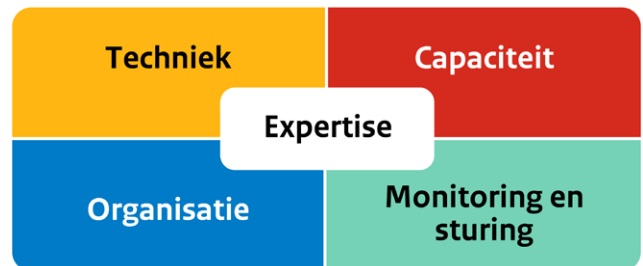 Techniek
Capaciteit
Expertise
Organisatie
Monitoring en
sturing